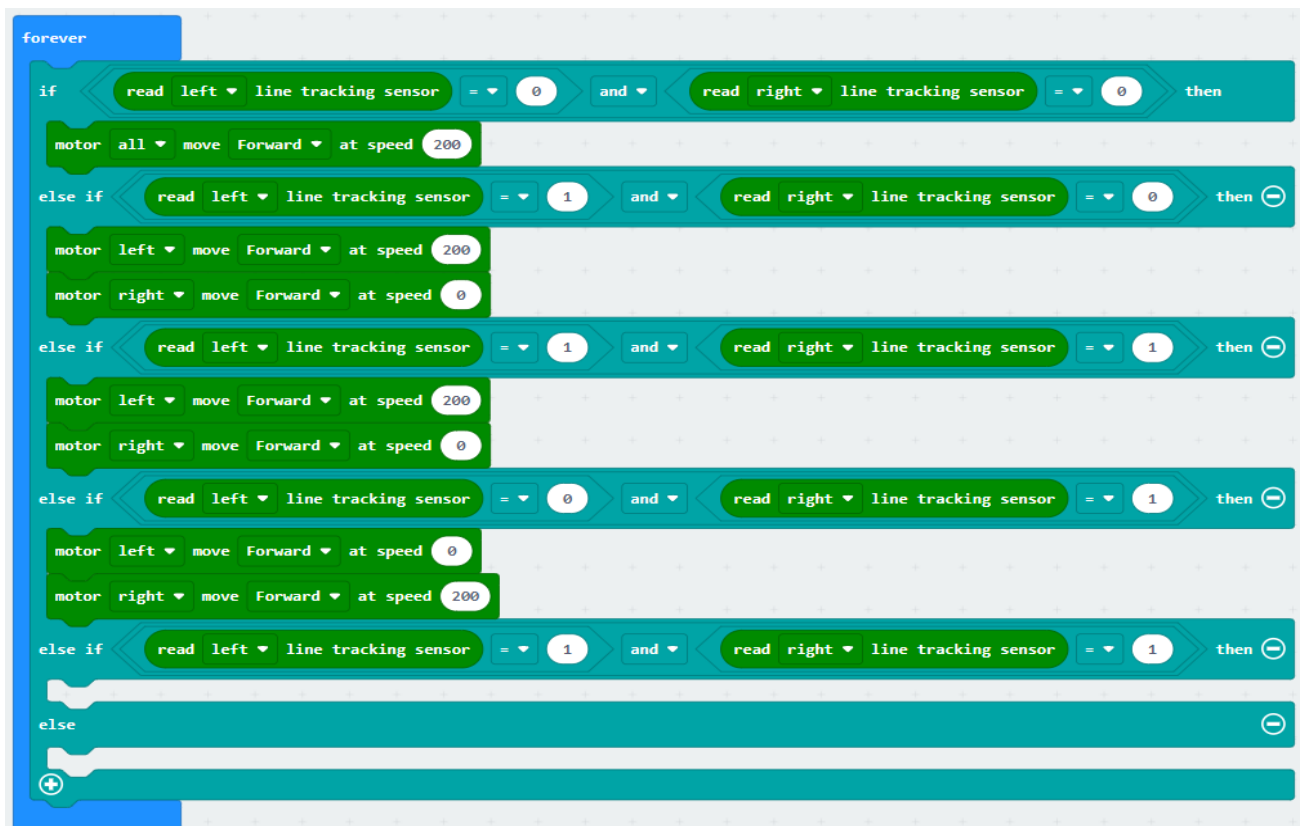 forever
if read left line tracking sensor = 0 and read right line tracking sensor = 0 then
motor all move Forward at speed 200
else if read left line tracking sensor = 1 and read right line tracking sensor = 0 then
motor left move Forward at speed 200
motor right move Forward at speed 0
else if read left line tracking sensor = 1 and read right line tracking sensor = 1 then
motor left move Forward at speed 200
motor right move Forward at speed 0
else if read left line tracking sensor = 0 and read right line tracking sensor = 1 then
motor left move Forward at speed 0
motor right move Forward at speed 200
else if read left line tracking sensor = 1 and read right line tracking sensor = 1 then
else